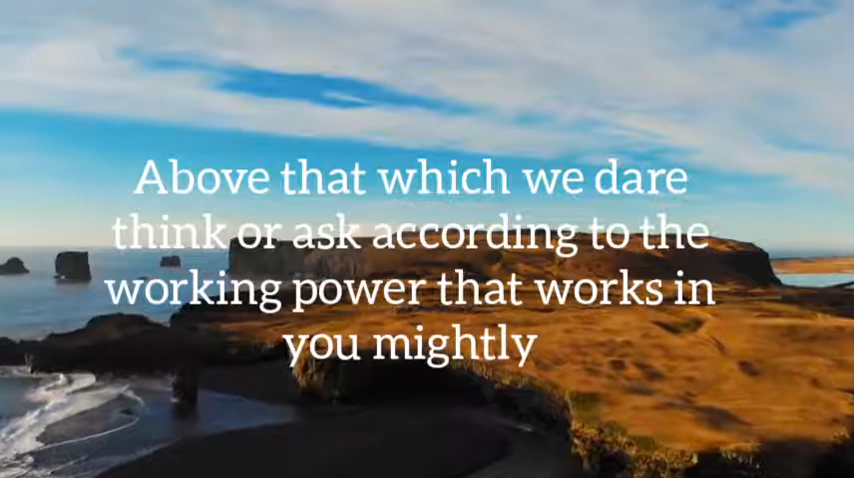 Above that which we dare
think or ask according to the
working power that works in
you mightly